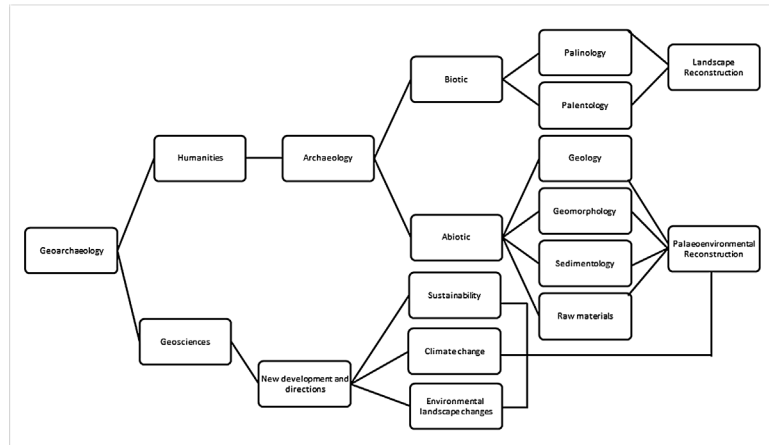 Palinology
Landscape
Reconstruction
Biotic
Palentology
Humanities
Archaeology
Geology
Geomorphology
Geoarchaeology
Abiotic
Palaeoenvironmental
Reconstruction
Sedimentology
Sustainability
Raw materials
Geosciences
Climate change
New development and
directions
Environmental
landscape changes